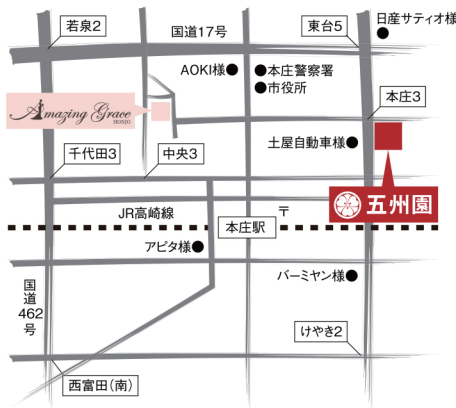 若泉2
国道17号
東台5
日産サティオ様
AOKI様
本庄警察署
市役所
本庄3
Amazing Grace
HONJO
土屋自動車様
千代田3
中央3
五州園
JR高崎線
本庄駅
〒
アピタ様
バーミヤン様
国道462号
けやき2
西富田(南)